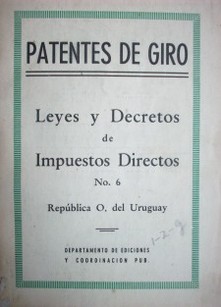 PATENTES DE GIRO
Leyes y Decretos
de
Impuestos Directos
No. 6
República O. del Uruguay
DEPARTAMENTO DE EDICIONES
Y COORDINACION PUB.